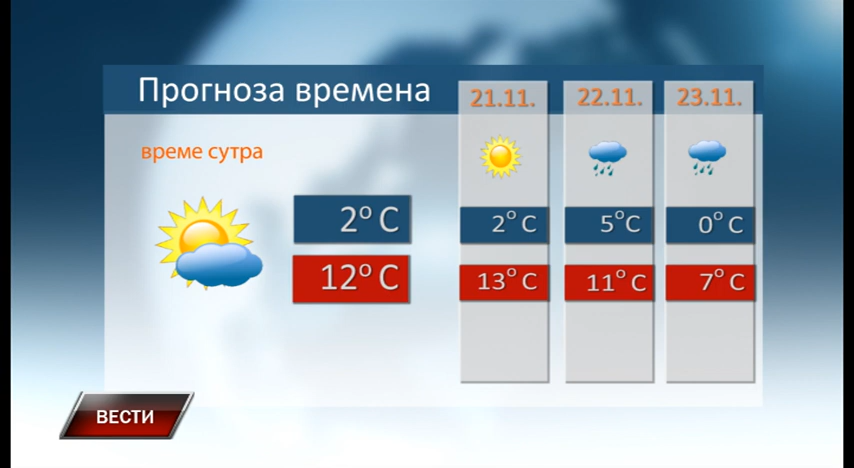 Прогноза времена
време сутра
2° C
12° C
21.11. 22.11. 23.11.
2° C 5°C 0° C
13° C 11° C 7° C
ВЕСТИ